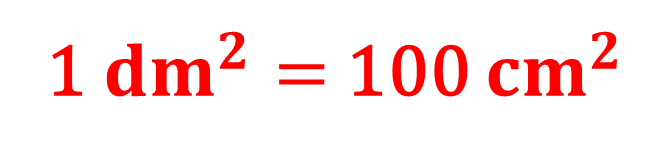 1 dm² = 100 cm²